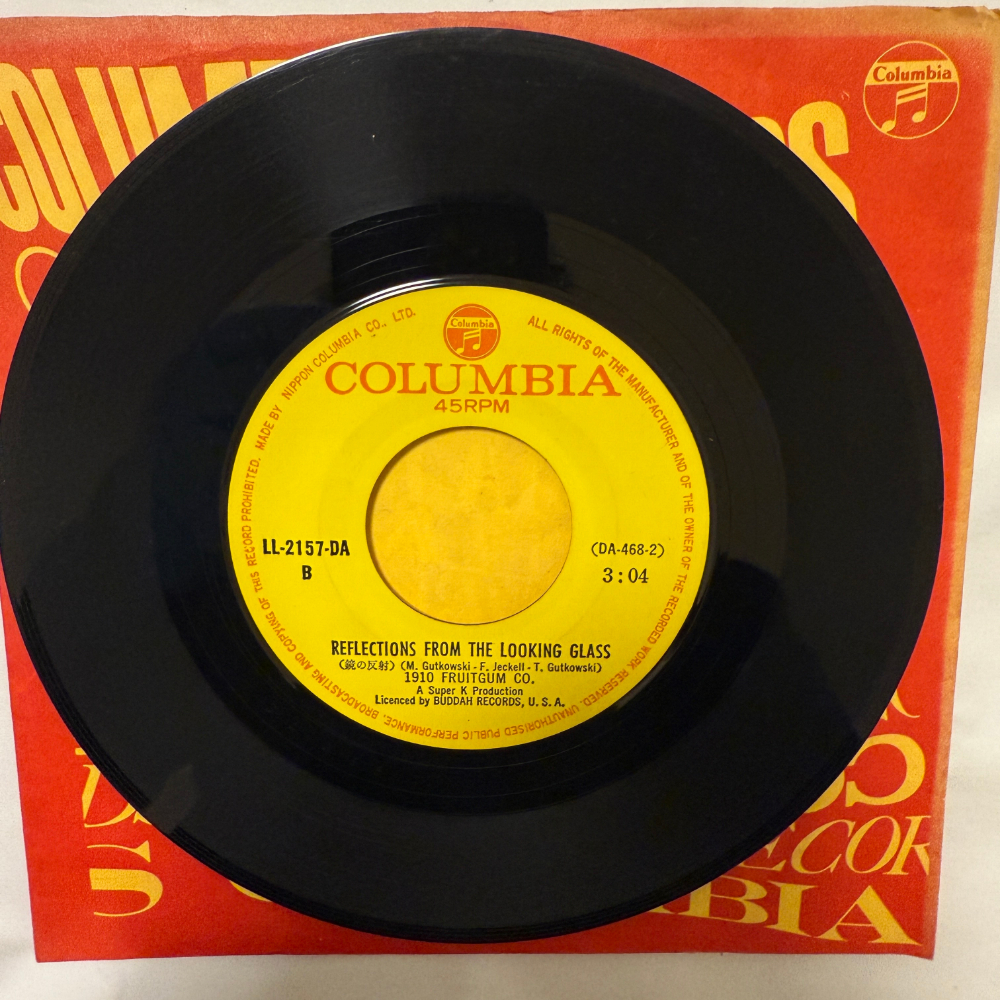 Columbia
Columbia
COLUMBIA
45RPM
LL-2157-DA
B
(DA-468-2)
3:04
REFLECTIONS FROM THE LOOKING GLASS
(鏡の反射) (M. Gutkowski - F. Jeckell - T. Gutkowski)
1910 FRUITGUM CO.
A Super K Production
Licenced by BUDDAH RECORDS, U.S.A.
MADE BY NIPPON COLUMBIA CO., LTD.
ALL RIGHTS OF THE MANUFACTURER AND OF THE OWNER OF THE RECORDED WORK RESERVED. UNAUTHORISED PUBLIC PERFORMANCE, BROADCASTING AND COPYING OF THIS RECORD PROHIBITED.